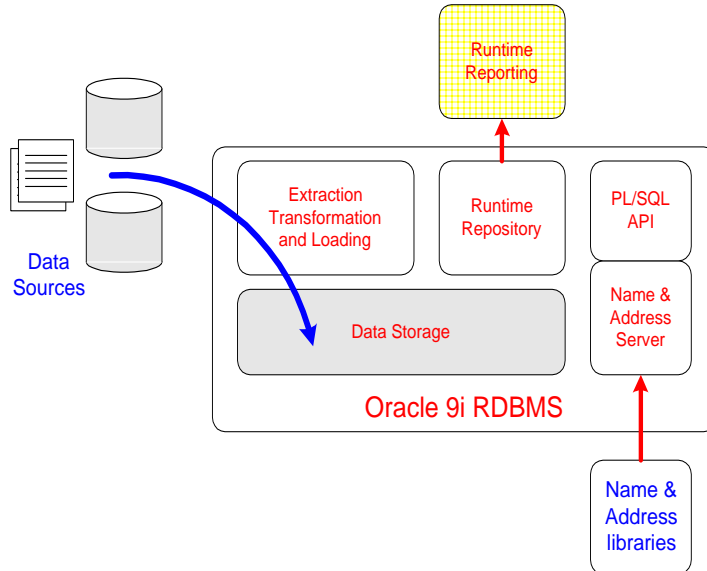 Runtime
Reporting
Extraction
Transformation
and Loading
Runtime
Repository
PL/SQL
API
Data
Sources
Data Storage
Name &
Address
Server
Oracle 9i RDBMS
Name &
Address
libraries